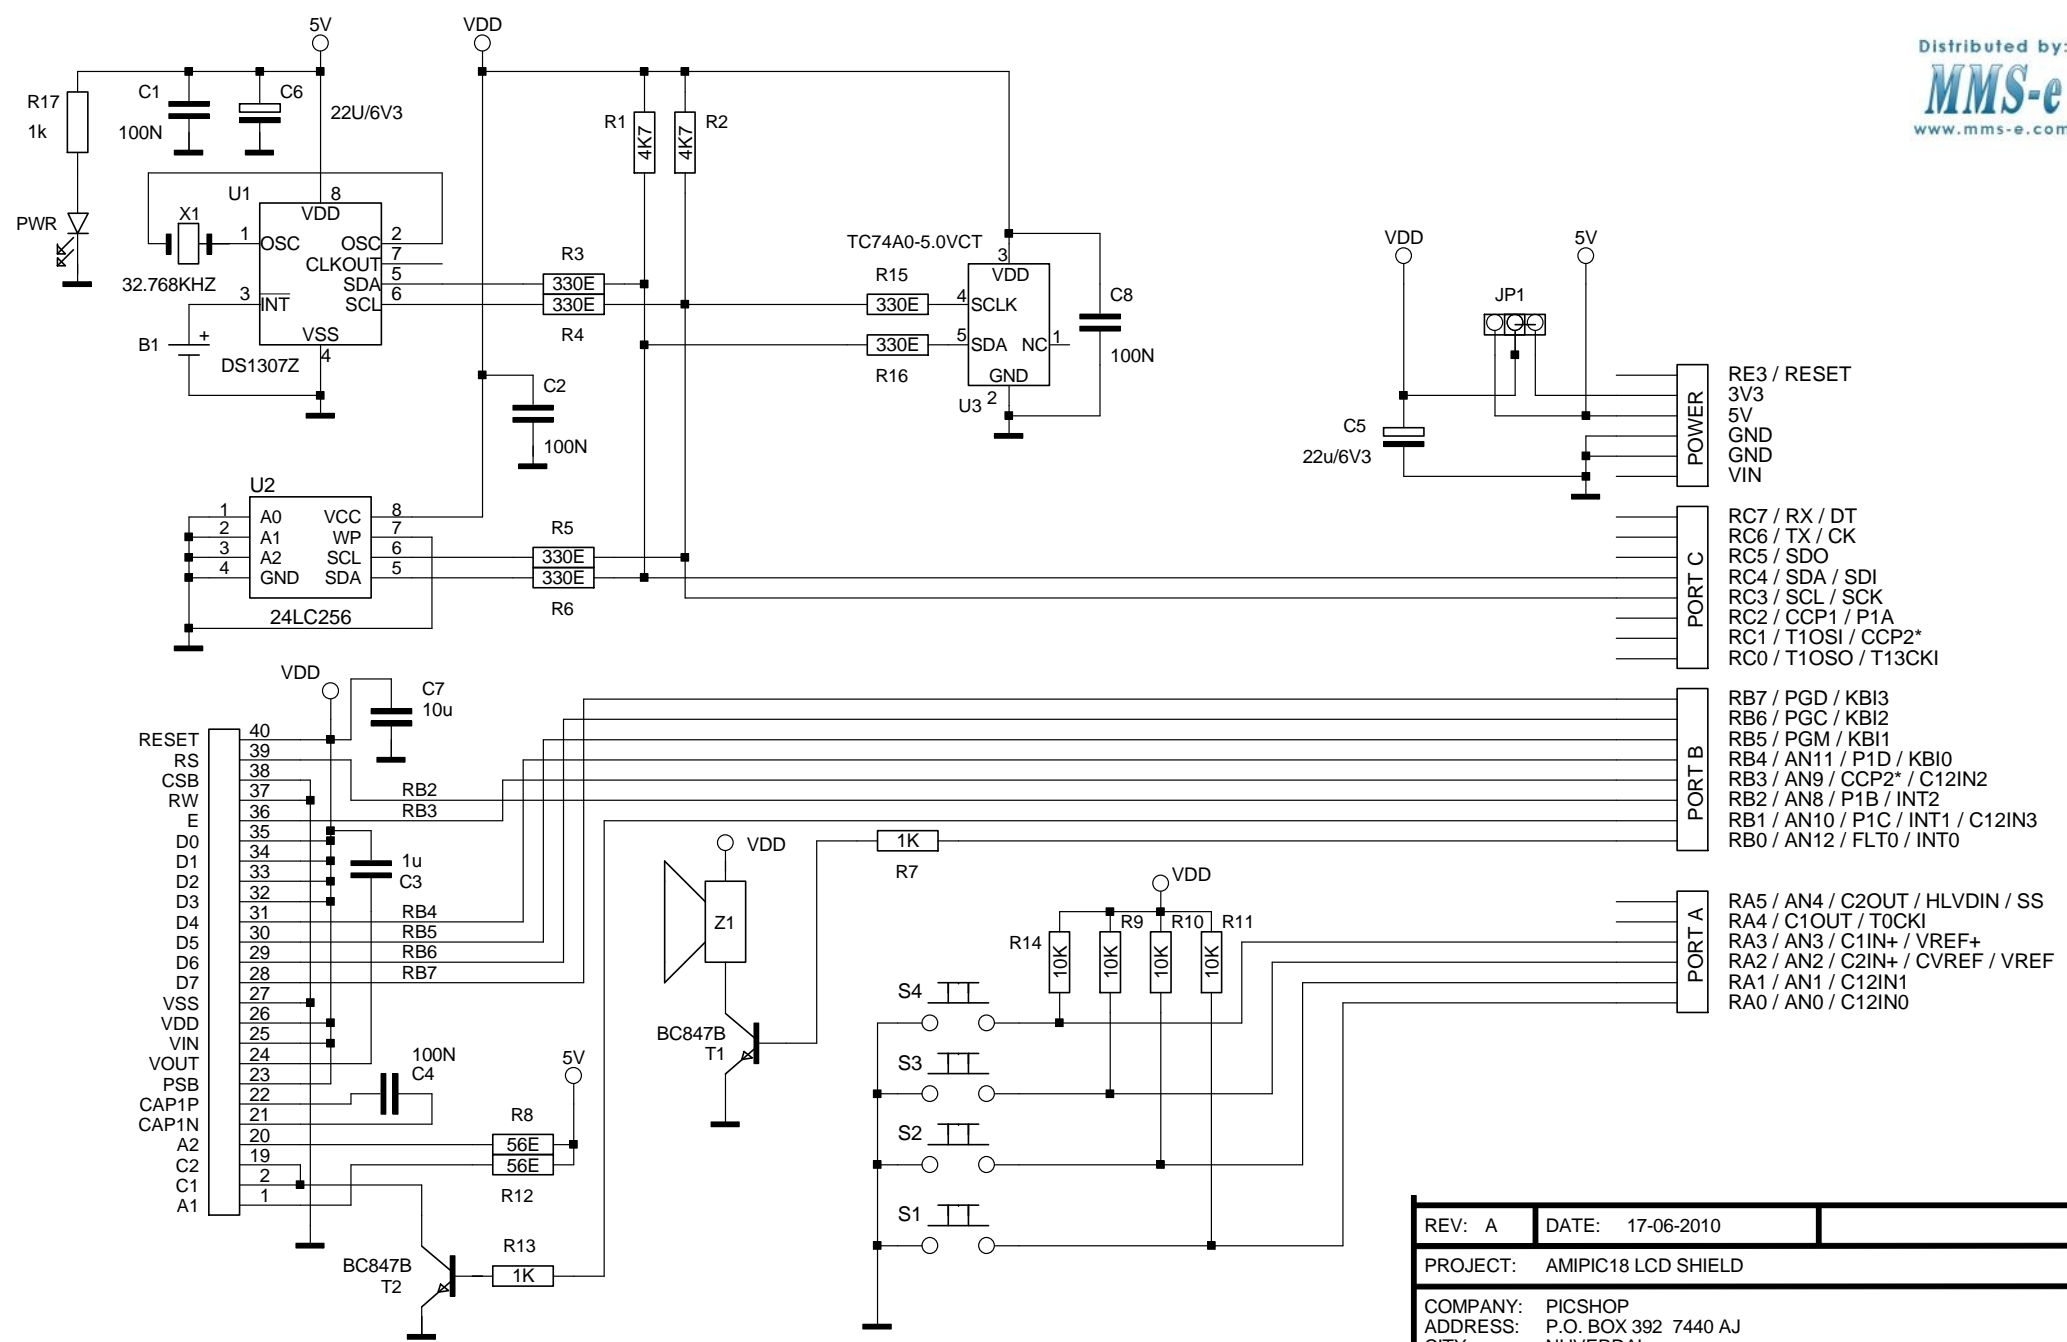 5V
VDD
Distributed by:
MMS-e
www.mms-e.com
R17
1k
C1
100N
C6
22U/6V3
R1
4K7
R2
4K7
PWR
U1
X1
32.768KHZ
8
VDD
1
OSC
OSC
2
CLKOUT
7
SDA
5
SCL
6
3
INT
VSS
4
B1
+
DS1307Z
R3
330E
330E
R4
TC74A0-5.0VCT
R15
330E
330E
R16
3
VDD
4
SCLK
5
SDA
NC
1
GND
U3
2
C8
100N
C2
100N
VDD
5V
JP1
C5
22u/6V3
POWER
RE3 / RESET
3V3
5V
GND
GND
VIN
U2
1
A0
VCC
8
2
A1
WP
7
3
A2
SCL
6
4
GND
SDA
5
24LC256
R5
330E
330E
R6
PORT C
RC7 / RX / DT
RC6 / TX / CK
RC5 / SDO
RC4 / SDA / SDI
RC3 / SCL / SCK
RC2 / CCP1 / P1A
RC1 / T1OSI / CCP2*
RC0 / T1OSO / T13CKI
VDD
C7
10u
PORT B
RB7 / PGD / KBI3
RB6 / PGC / KBI2
RB5 / PGM / KBI1
RB4 / AN11 / P1D / KBI0
RB3 / AN9 / CCP2* / C12IN2
RB2 / AN8 / P1B / INT2
RB1 / AN10 / P1C / INT1 / C12IN3
RB0 / AN12 / FLT0 / INT0
RESET 40
RS 39
CSB 38
RW 37
E 36
D0 35
D1 34
D2 33
D3 32
D4 31
D5 30
D6 29
D7 28
VSS 27
VDD 26
VIN 25
VOUT 24
PSB 23
CAP1P 22
CAP1N 21
A2 20
C2 19
C1 2
A1 1
RB2
RB3
1u
C3
RB4
RB5
RB6
RB7
100N
C4
5V
R8
56E
56E
R12
BC847B
T2
R13
1K
VDD
Z1
BC847B
T1
1K
R7
VDD
R14
10K
R9
10K
R10
10K
R11
10K
S4
S3
S2
S1
PORT A
RA5 / AN4 / C2OUT / HLVDIN / SS
RA4 / C1OUT / T0CKI
RA3 / AN3 / C1IN+ / VREF+
RA2 / AN2 / C2IN+ / CVREF / VREF
RA1 / AN1 / C12IN1
RA0 / AN0 / C12IN0
REV: A
DATE: 17-06-2010
PROJECT: AMIPIC18 LCD SHIELD
COMPANY: PICSHOP
ADDRESS: P.O. BOX 392 7440 AJ